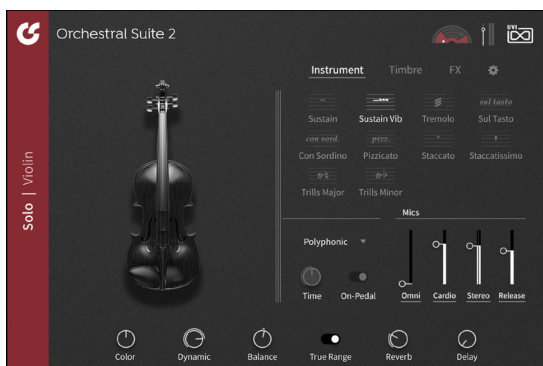 Orchestral Suite 2
UVI
Instrument Timbre FX
sul tasto
Sustain Sustain Vib Tremolo Sul Tasto
con sord. pizz.
Con Sordino Pizzicato Staccato Staccatissimo
tr♮ tr♭
Trills Major Trills Minor
Solo | Violin
Mics
Polyphonic
Time On-Pedal Omni Cardio Stereo Release
Color Dynamic Balance True Range Reverb Delay